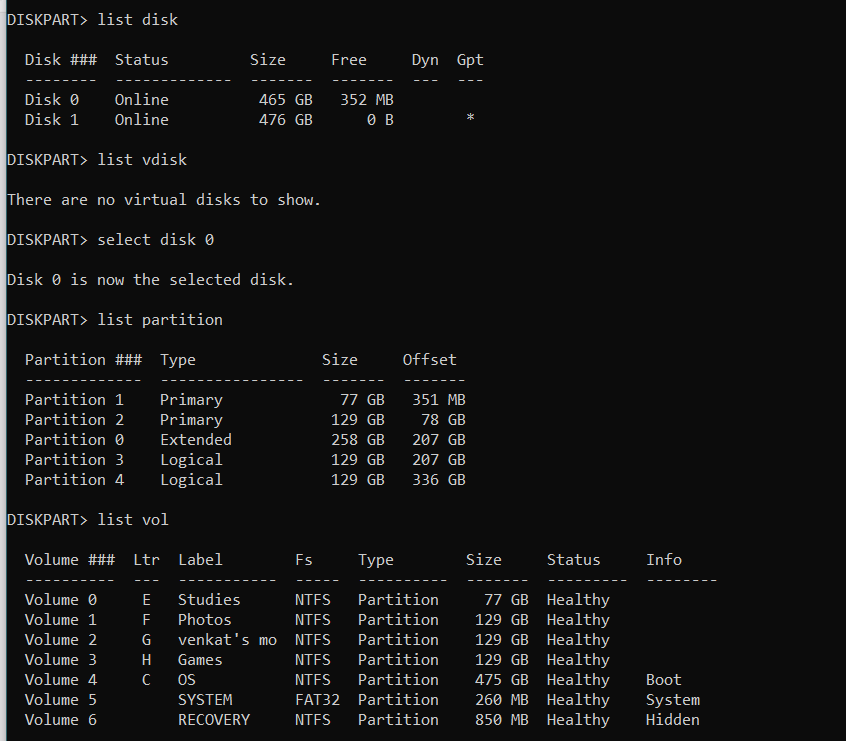 DISKPART> list disk
Disk ### Status Size Free Dyn Gpt
-------- ------------- ------- ------- --- ---
Disk 0 Online 465 GB 352 MB
Disk 1 Online 476 GB 0 B *
DISKPART> list vdisk
There are no virtual disks to show.
DISKPART> select disk 0
Disk 0 is now the selected disk.
DISKPART> list partition
Partition ### Type Size Offset
------------- ---------------- ------- -------
Partition 1 Primary 77 GB 351 MB
Partition 2 Primary 129 GB 78 GB
Partition 0 Extended 258 GB 207 GB
Partition 3 Logical 129 GB 207 GB
Partition 4 Logical 129 GB 336 GB
DISKPART> list vol
Volume ### Ltr Label Fs Type Size Status Info
---------- --- ----------- ----- ---------- ------- --------- --------
Volume 0 E Studies NTFS Partition 77 GB Healthy
Volume 1 F Photos NTFS Partition 129 GB Healthy
Volume 2 G venkat's mo NTFS Partition 129 GB Healthy
Volume 3 H Games NTFS Partition 129 GB Healthy
Volume 4 C OS NTFS Partition 475 GB Healthy Boot
Volume 5 SYSTEM FAT32 Partition 260 MB Healthy System
Volume 6 RECOVERY NTFS Partition 850 MB Healthy Hidden